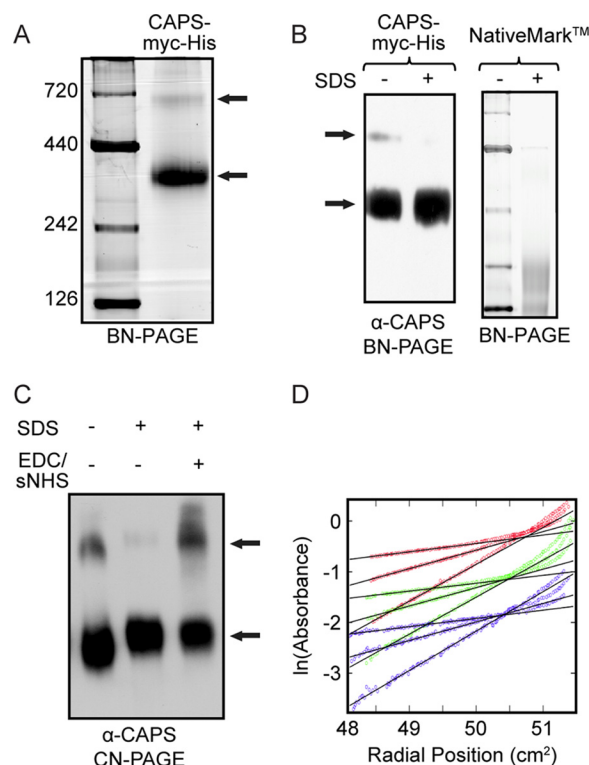 A
CAPS-
myc-His
720
440
242
126
BN-PAGE
B
CAPS-
myc-His
NativeMark™
SDS - + - +
α-CAPS
BN-PAGE
BN-PAGE
C
SDS - + +
EDC/
sNHS - - +
α-CAPS
CN-PAGE
D
ln(Absorbance)
0
-1
-2
-3
48 49 50 51
Radial Position (cm²)